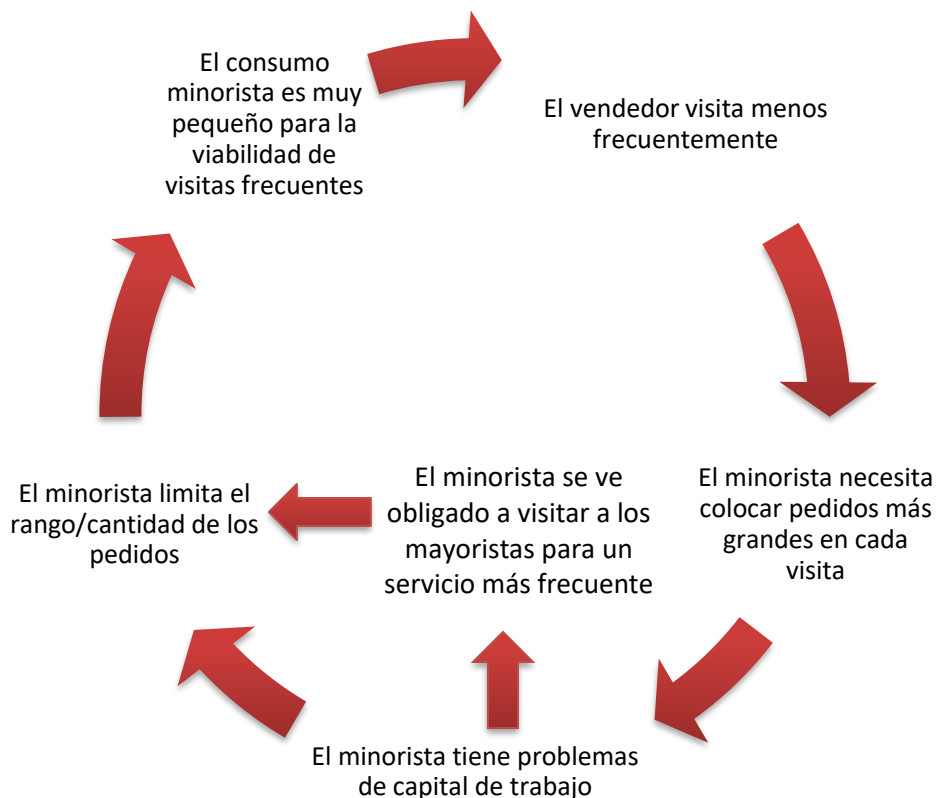 El consumo
minorista es muy
pequeño para la
viabilidad de
visitas frecuentes
El vendedor visita menos
frecuentemente
El minorista necesita
colocar pedidos más
grandes en cada
visita
El minorista tiene problemas
de capital de trabajo
El minorista se ve
obligado a visitar a los
mayoristas para un
servicio más frecuente
El minorista limita el
rango/cantidad de los
pedidos